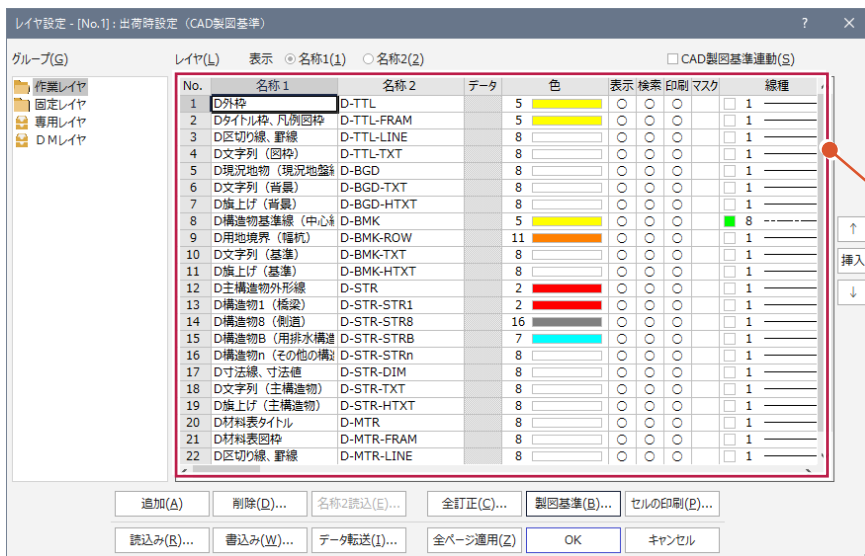 レイヤ設定 - [No.1] : 出荷時設定（CAD製図基準） ? ×
グループ(G) レイヤ(L) 表示 名称1(1) 名称2(2) CAD製図基準連動(S)
作業レイヤ
固定レイヤ
専用レイヤ
ＤＭレイヤ
No. 名称１ 名称２ データ 色 表示 検索 印刷 マスク 線種
1 D外枠 D-TTL 5 ○ ○ ○ 1
2 Dタイトル枠、凡例図枠 D-TTL-FRAM 5 ○ ○ ○ 1
3 D区切り線、罫線 D-TTL-LINE 8 ○ ○ ○ 1
4 D文字列（図枠） D-TTL-TXT 8 ○ ○ ○ 1
5 D現況地物（現況地盤 D-BGD 8 ○ ○ ○ 1
6 D文字列（背景） D-BGD-TXT 8 ○ ○ ○ 1
7 D旗上げ（背景） D-BGD-HTXT 8 ○ ○ ○ 1
8 D構造物基準線（中心 D-BMK 5 ○ ○ ○ 8
9 D用地境界（幅杭） D-BMK-ROW 11 ○ ○ ○ 1
10 D文字列（基準） D-BMK-TXT 8 ○ ○ ○ 1
11 D旗上げ（基準） D-BMK-HTXT 8 ○ ○ ○ 1
12 D主構造物外形線 D-STR 2 ○ ○ ○ 1
13 D構造物1（橋梁） D-STR-STR1 2 ○ ○ ○ 1
14 D構造物8（側道） D-STR-STR8 16 ○ ○ ○ 1
15 D構造物B（用排水構造 D-STR-STRB 7 ○ ○ ○ 1
16 D構造物n（その他の構 D-STR-STRn 8 ○ ○ ○ 1
17 D寸法線、寸法値 D-STR-DIM 8 ○ ○ ○ 1
18 D文字列（主構造物） D-STR-TXT 8 ○ ○ ○ 1
19 D旗上げ（主構造物） D-STR-HTXT 8 ○ ○ ○ 1
20 D材料表タイトル D-MTR 8 ○ ○ ○ 1
21 D材料表図枠 D-MTR-FRAM 8 ○ ○ ○ 1
22 D区切り線、罫線 D-MTR-LINE 8 ○ ○ ○ 1
↑
挿入
↓
追加(A) 削除(D)... 名称2読込(E)... 全訂正(C)... 製図基準(B)... セルの印刷(P)...
読込み(R)... 書込み(W)... データ転送(I)... 全ページ適用(Z) OK キャンセル